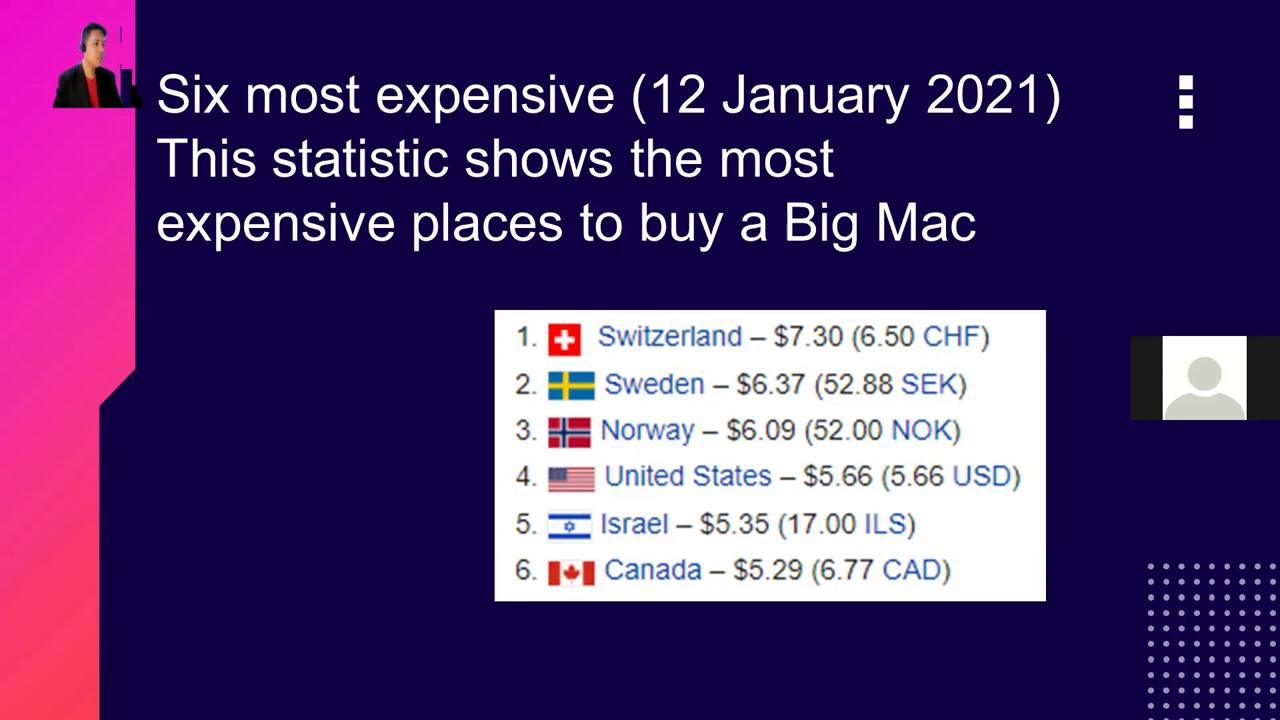 Six most expensive (12 January 2021)
This statistic shows the most
expensive places to buy a Big Mac
1. Switzerland – $7.30 (6.50 CHF)
2. Sweden – $6.37 (52.88 SEK)
3. Norway – $6.09 (52.00 NOK)
4. United States – $5.66 (5.66 USD)
5. Israel – $5.35 (17.00 ILS)
6. Canada – $5.29 (6.77 CAD)